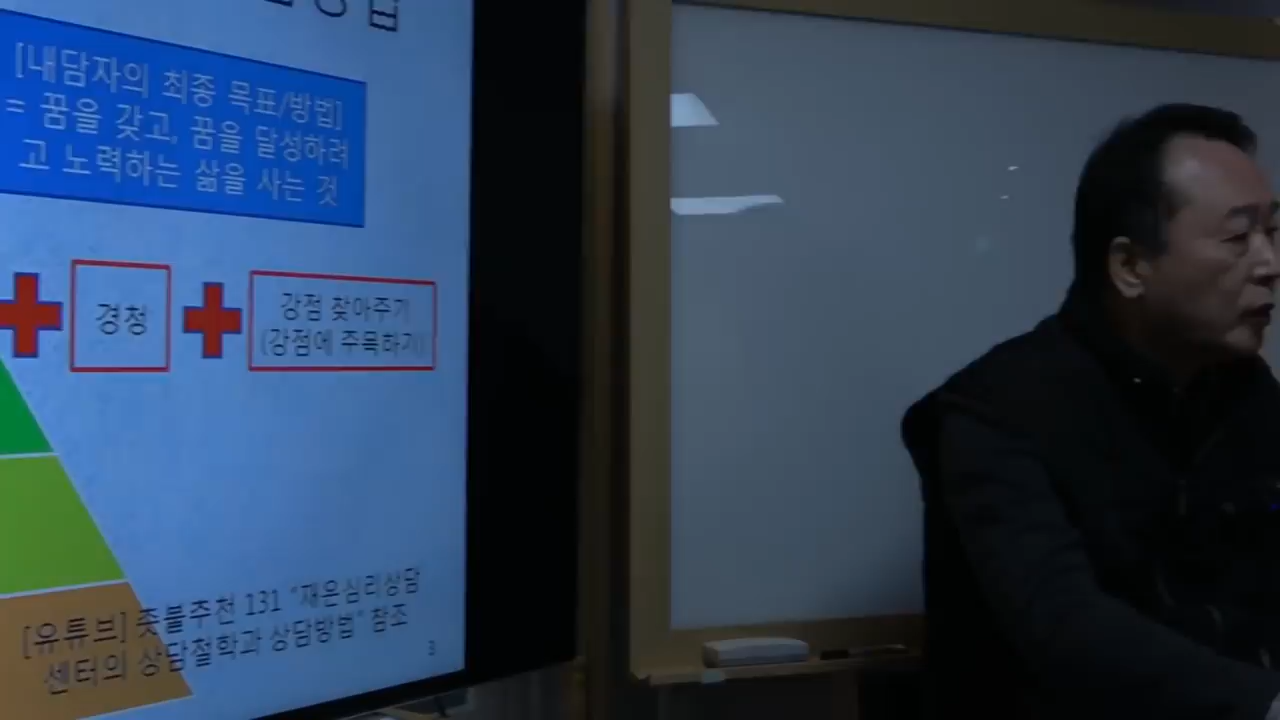 [내담자의 최종 목표/방법]
= 꿈을 갖고, 꿈을 달성하려
고 노력하는 삶을 사는 것
경청
강점 찾아주기
(강점에 주목하기)
[유튜브] 촛불추천 131 "재은심리상담
센터의 상담철학과 상담방법" 참조
3